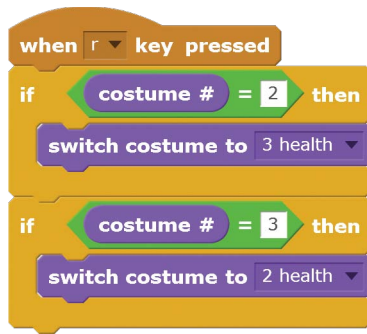 when r key pressed
if costume # = 2 then
switch costume to 3 health
if costume # = 3 then
switch costume to 2 health